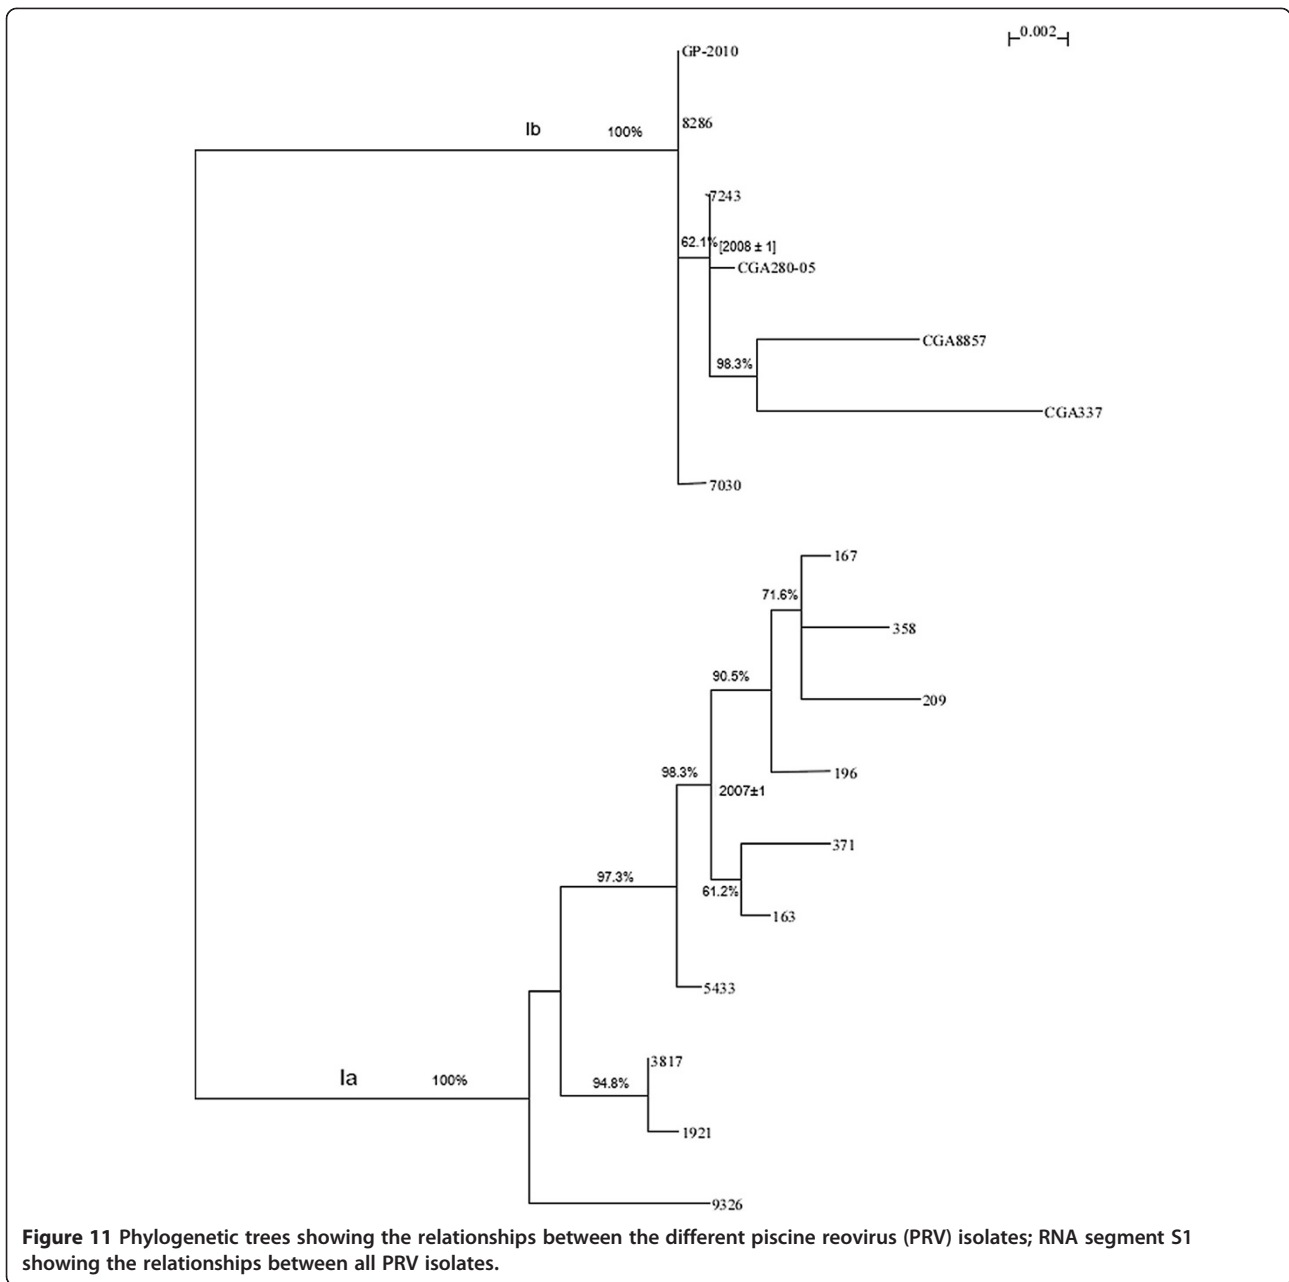 0.002
GP-2010
Ib
100%
8286
7243
62.1%
[2008 ± 1]
CGA280-05
CGA8857
98.3%
CGA337
7030
167
71.6%
358
90.5%
209
98.3%
196
2007±1
371
97.3%
61.2%
163
5433
3817
Ia
100%
94.8%
1921
9326
Figure 11 Phylogenetic trees showing the relationships between the different piscine reovirus (PRV) isolates; RNA segment S1
showing the relationships between all PRV isolates.